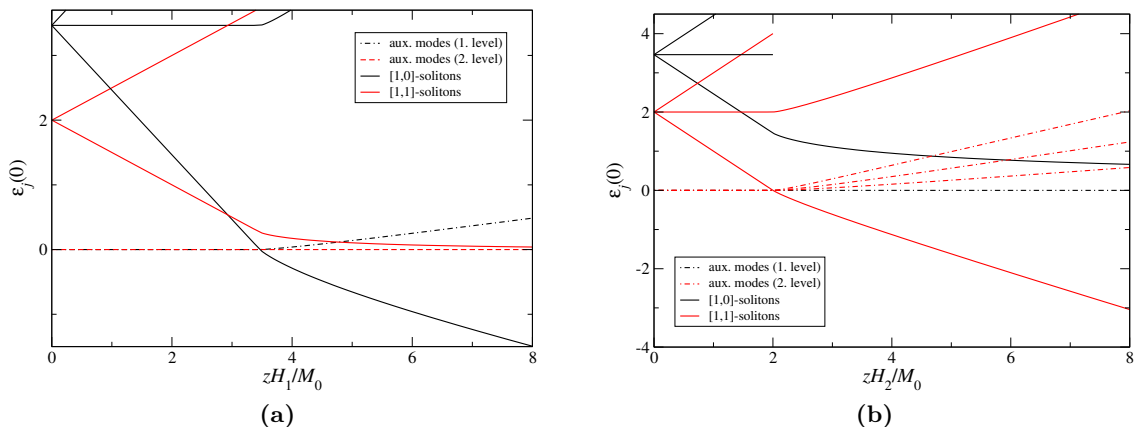 2
0
ε_j(0)
0
2
4
6
8
zH_1/M_0
aux. modes (1. level)
aux. modes (2. level)
[1,0]-solitons
[1,1]-solitons
(a)
4
2
0
-2
-4
ε_j(0)
0
2
4
6
8
zH_2/M_0
aux. modes (1. level)
aux. modes (2. level)
[1,0]-solitons
[1,1]-solitons
(b)